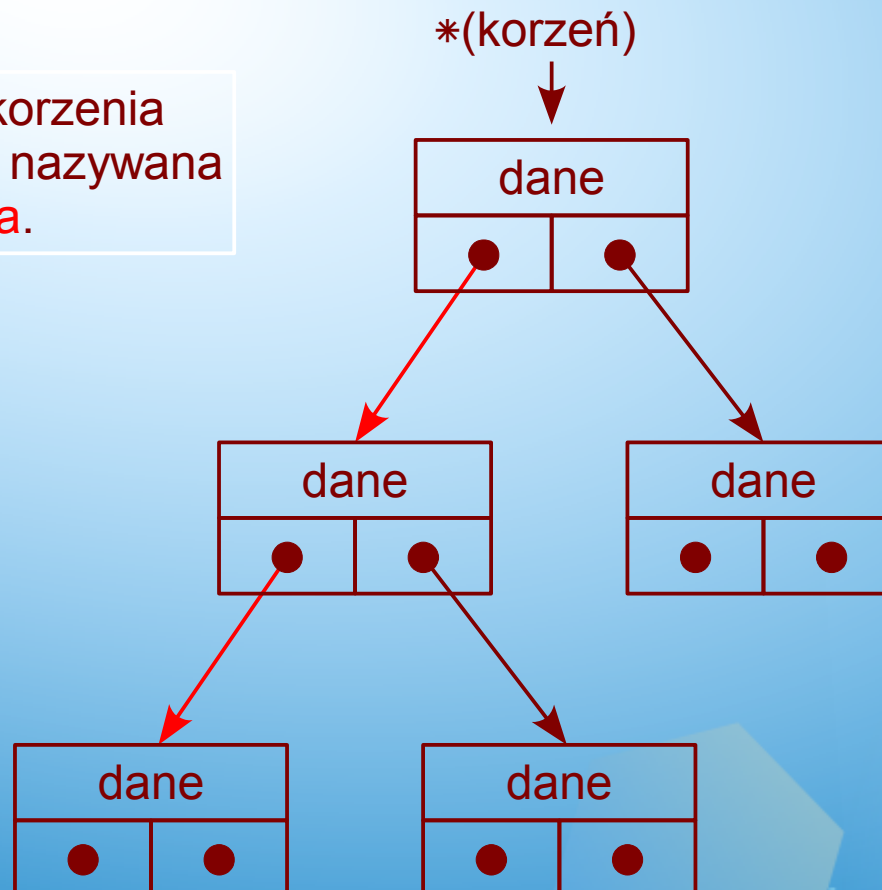 *(korzeń)
korzenia
nazywana
a.
dane
dane
dane
dane
dane